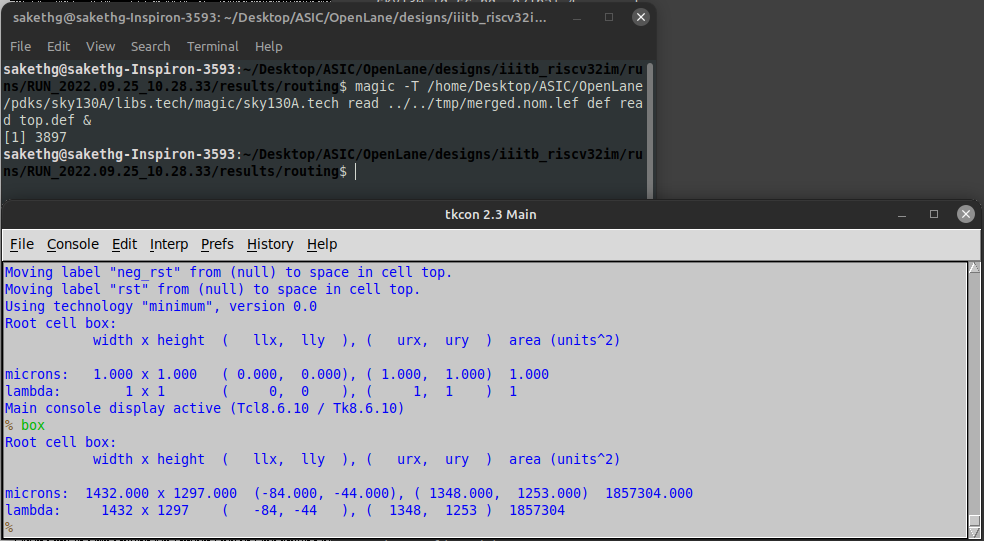 sakethg@sakethg-Inspiron-3593: ~/Desktop/ASIC/OpenLane/designs/iiitb_riscv32i...
File Edit View Search Terminal Help
sakethg@sakethg-Inspiron-3593:~/Desktop/ASIC/OpenLane/designs/iiitb_riscv32im/ru
ns/RUN_2022.09.25_10.28.33/results/routing$ magic -T /home/Desktop/ASIC/OpenLane
/pdks/sky130A/libs.tech/magic/sky130A.tech read ../../tmp/merged.nom.lef def rea
d top.def &
[1] 3897
sakethg@sakethg-Inspiron-3593:~/Desktop/ASIC/OpenLane/designs/iiitb_riscv32im/ru
ns/RUN_2022.09.25_10.28.33/results/routing$
tkcon 2.3 Main
File Console Edit Interp Prefs History Help
Moving label "neg_rst" from (null) to space in cell top.
Moving label "rst" from (null) to space in cell top.
Using technology "minimum", version 0.0
Root cell box:
width x height ( llx, lly ), ( urx, ury ) area (units^2)
microns: 1.000 x 1.000 ( 0.000, 0.000), ( 1.000, 1.000) 1.000
lambda: 1 x 1 ( 0, 0 ), ( 1, 1 ) 1
Main console display active (Tcl8.6.10 / Tk8.6.10)
% box
Root cell box:
width x height ( llx, lly ), ( urx, ury ) area (units^2)
microns: 1432.000 x 1297.000 (-84.000, -44.000), ( 1348.000, 1253.000) 1857304.000
lambda: 1432 x 1297 ( -84, -44 ), ( 1348, 1253 ) 1857304
%